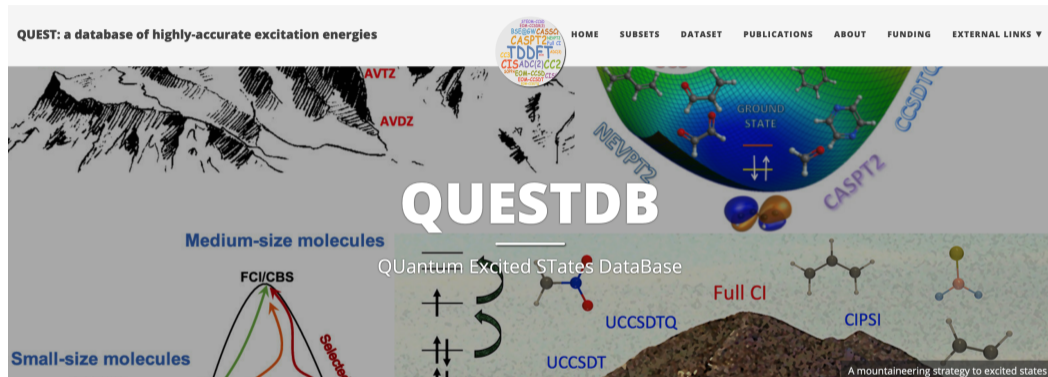 QUEST: a database of highly-accurate excitation energies
HOME SUBSETS DATASET PUBLICATIONS ABOUT FUNDING EXTERNAL LINKS ▼
CASPT2
TDDFT
CIS ADC(2) CC2
AVTZ
AVDZ
GROUND
STATE
NEVPT2
CCSDTQ
CASPT2
QUESTDB
QUantum Excited STates DataBase
Medium-size molecules
FCI/CBS
Small-size molecules
Full CI
UCCSDTQ
CIPSI
UCCSDT
A mountaineering strategy to excited states